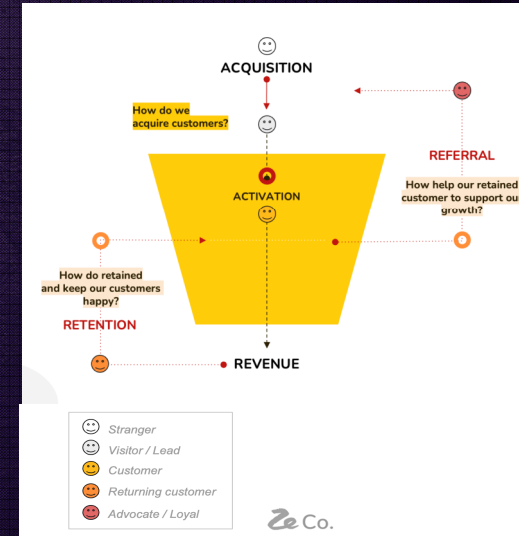 ACQUISITION
How do we
acquire customers?
ACTIVATION
REFERRAL
How help our retained
customer to support our
growth?
How do retained
and keep our customers
happy?
RETENTION
REVENUE
Stranger
Visitor / Lead
Customer
Returning customer
Advocate / Loyal
Ze Co.